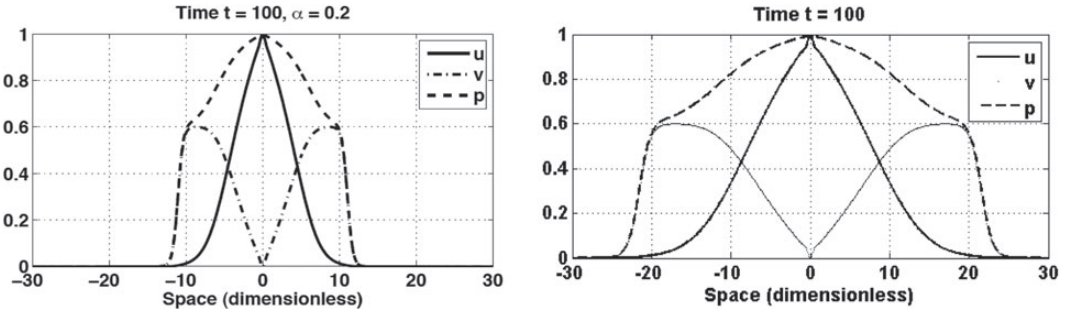 Time t = 100, α = 0.2
1
0.8
0.6
0.4
0.2
0
−30
−20
−10
0
10
20
30
Space (dimensionless)
u
v
p
Time t = 100
1
0.8
0.6
0.4
0.2
0
-30
-20
-10
0
10
20
30
Space (dimensionless)
u
v
p